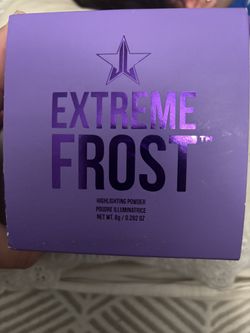 EXTREME
FROST™
HIGHLIGHTING POWDER
POUDRE ILLUMINATRICE
NET WT. 8g / 0.282 OZ